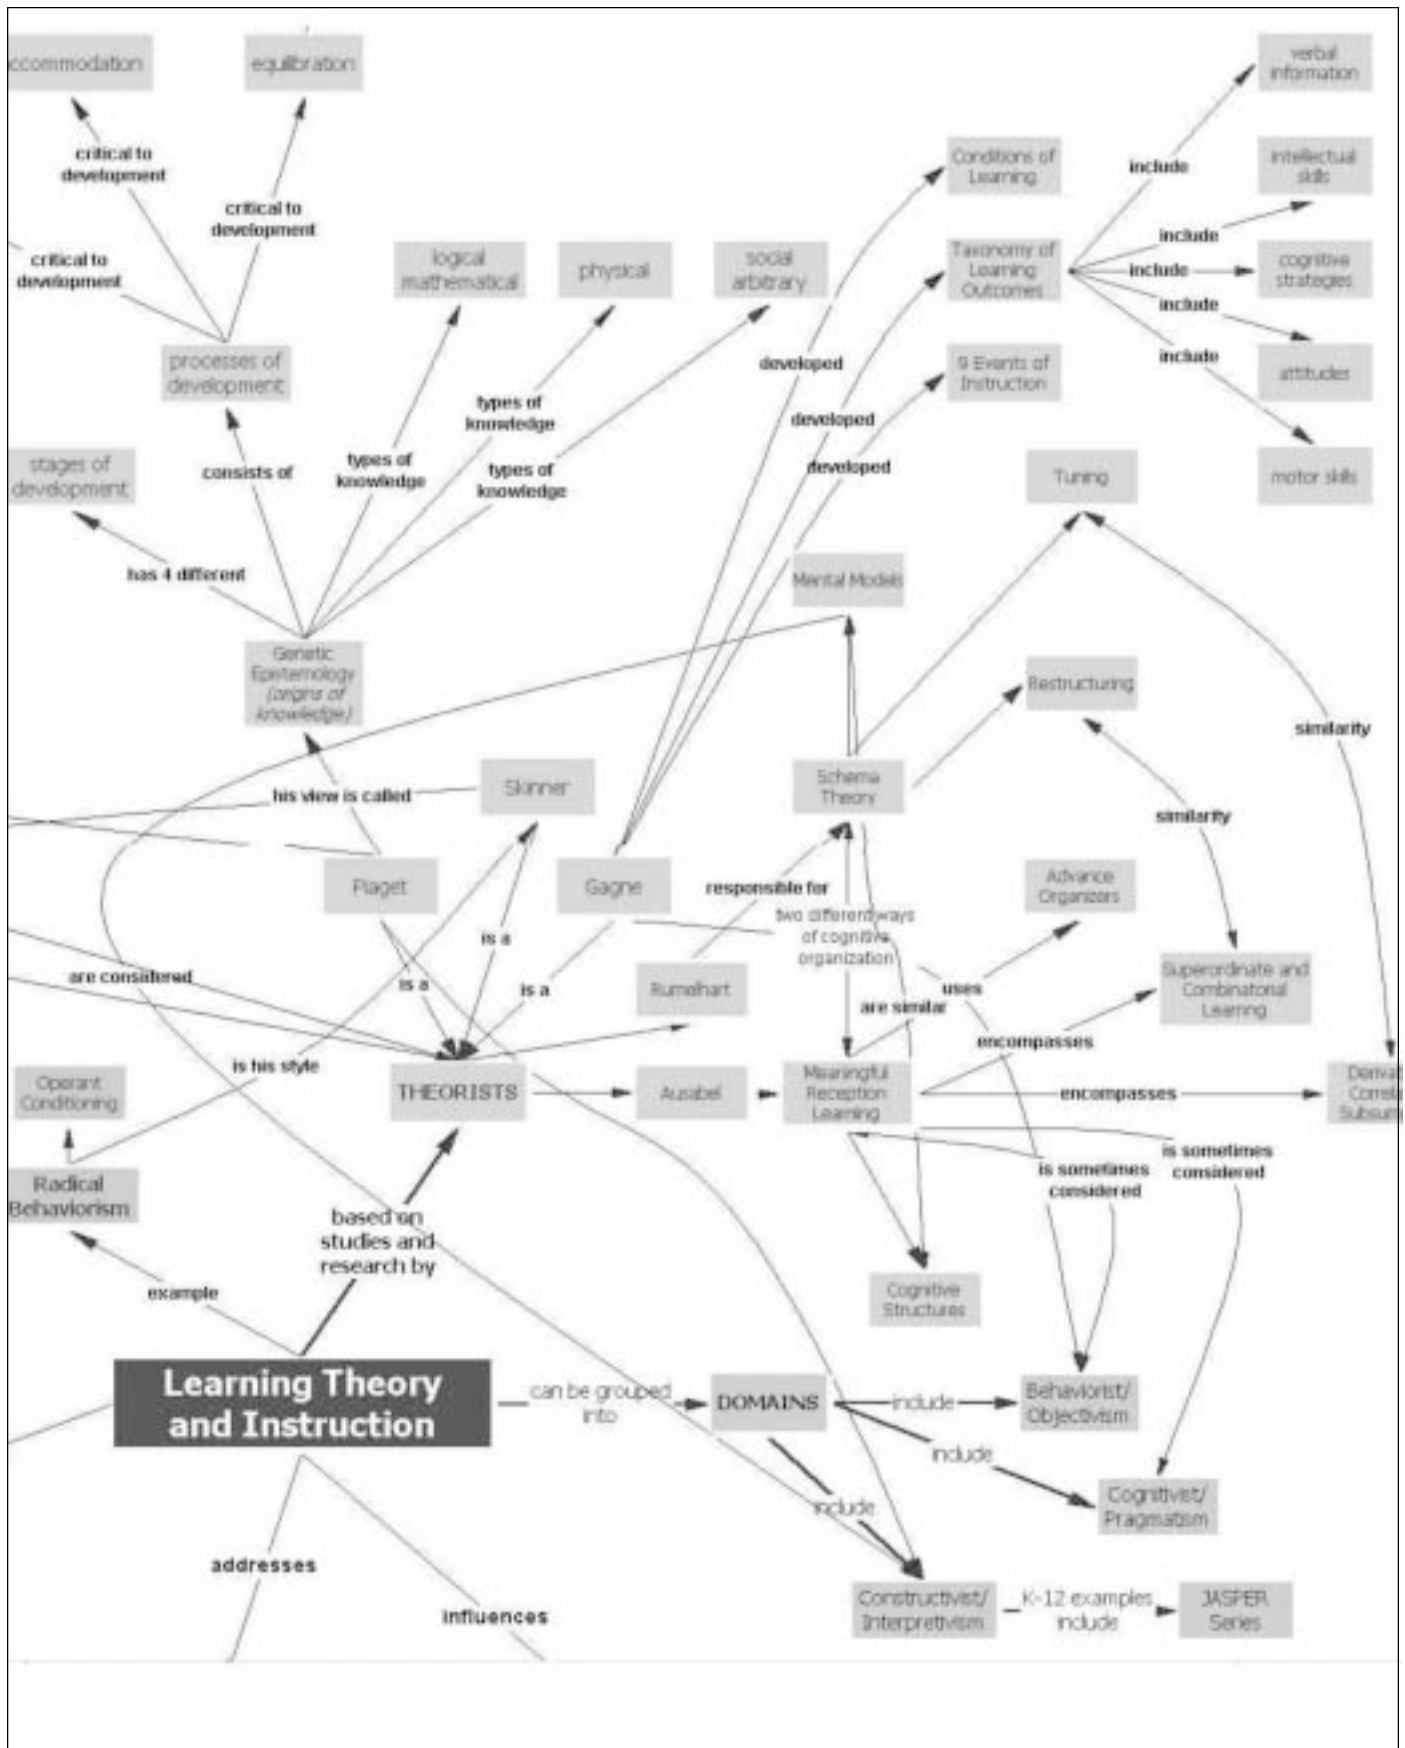 ccommodation
equilibration
verbal
information
critical to
development
Conditions of
Learning
include
intellectual
skills
critical to
development
critical to
development
logical
mathematical
physical
social
arbitrary
Taxonomy of
Learning
Outcomes
include
include
include
include
cognitive
strategies
processes of
development
developed
9 Events of
Instruction
attitudes
types of
knowledge
developed
developed
stages of
development
consists of
types of
knowledge
types of
knowledge
Tuning
motor skills
has 4 different
Mental Models
Genetic
Epistemology
(origins of
knowledge)
Restructuring
similarity
his view is called
Skinner
Schema
Theory
similarity
Piaget
Gagne
responsible for
Advance
Organizers
two different ways
of cognitive
organization
is a
are considered
is a
is a
Rumelhart
uses
are similar
Superordinate and
Combinatorial
Learning
encompasses
is his style
Operant
Conditioning
THEORISTS
Ausabel
Meaningful
Reception
Learning
encompasses
Derivat
Correla
Subsum
Radical
Behaviorism
is sometimes
considered
is sometimes
considered
based on
studies and
research by
example
Cognitive
Structures
Learning Theory
and Instruction
can be grouped
into
DOMAINS
include
Behaviorist/
Objectivism
include
Cognitivist/
Pragmatism
include
addresses
influences
Constructivist/
Interpretivism
K-12 examples
include
JASPER
Series